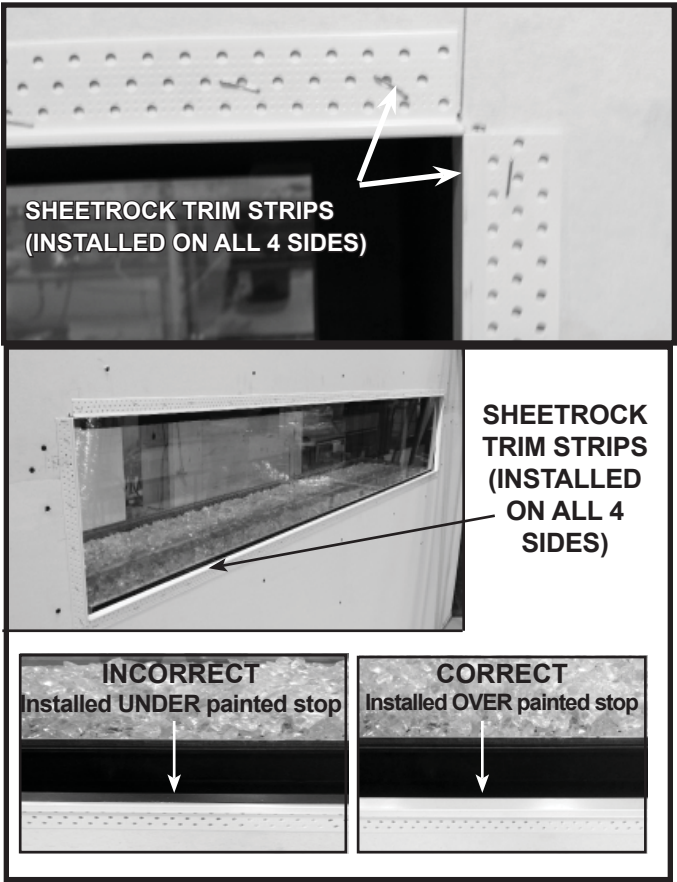 SHEETROCK TRIM STRIPS
(INSTALLED ON ALL 4 SIDES)
SHEETROCK
TRIM STRIPS
(INSTALLED
ON ALL 4
SIDES)
INCORRECT
Installed UNDER painted stop
CORRECT
Installed OVER painted stop